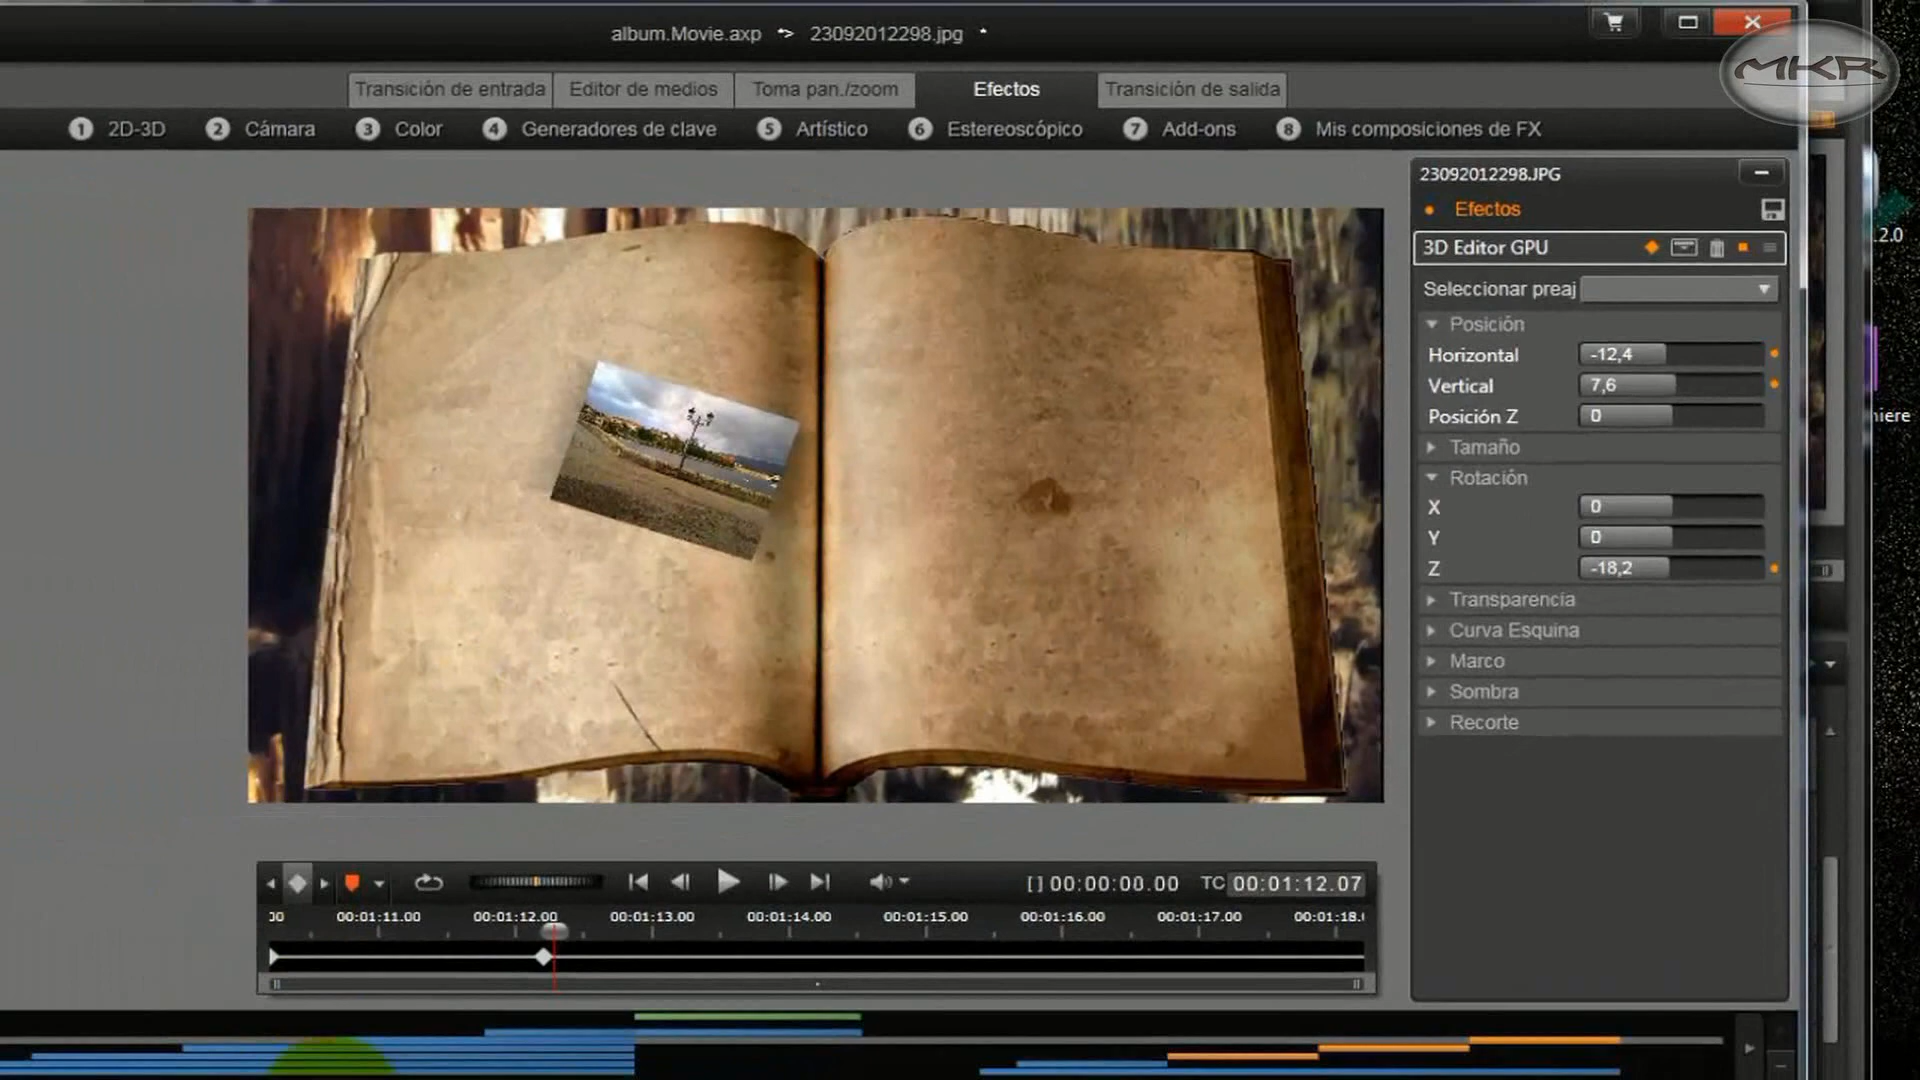 album.Movie.axp -> 23092012298.jpg *
MKR
Transición de entrada Editor de medios Toma pan./zoom Efectos Transición de salida
1 2D-3D 2 Cámara 3 Color 4 Generadores de clave 5 Artístico 6 Estereoscópico 7 Add-ons 8 Mis composiciones de FX
23092012298.JPG
Efectos
3D Editor GPU
Seleccionar preaj
Posición
Horizontal -12,4
Vertical 7,6
Posición Z 0
Tamaño
Rotación
X 0
Y 0
Z -18,2
Transparencia
Curva Esquina
Marco
Sombra
Recorte
.2.0
niere
[] 00:00:00.00 TC 00:01:12.07
00 00:01:11.00 00:01:12.00 00:01:13.00 00:01:14.00 00:01:15.00 00:01:16.00 00:01:17.00 00:01:18.